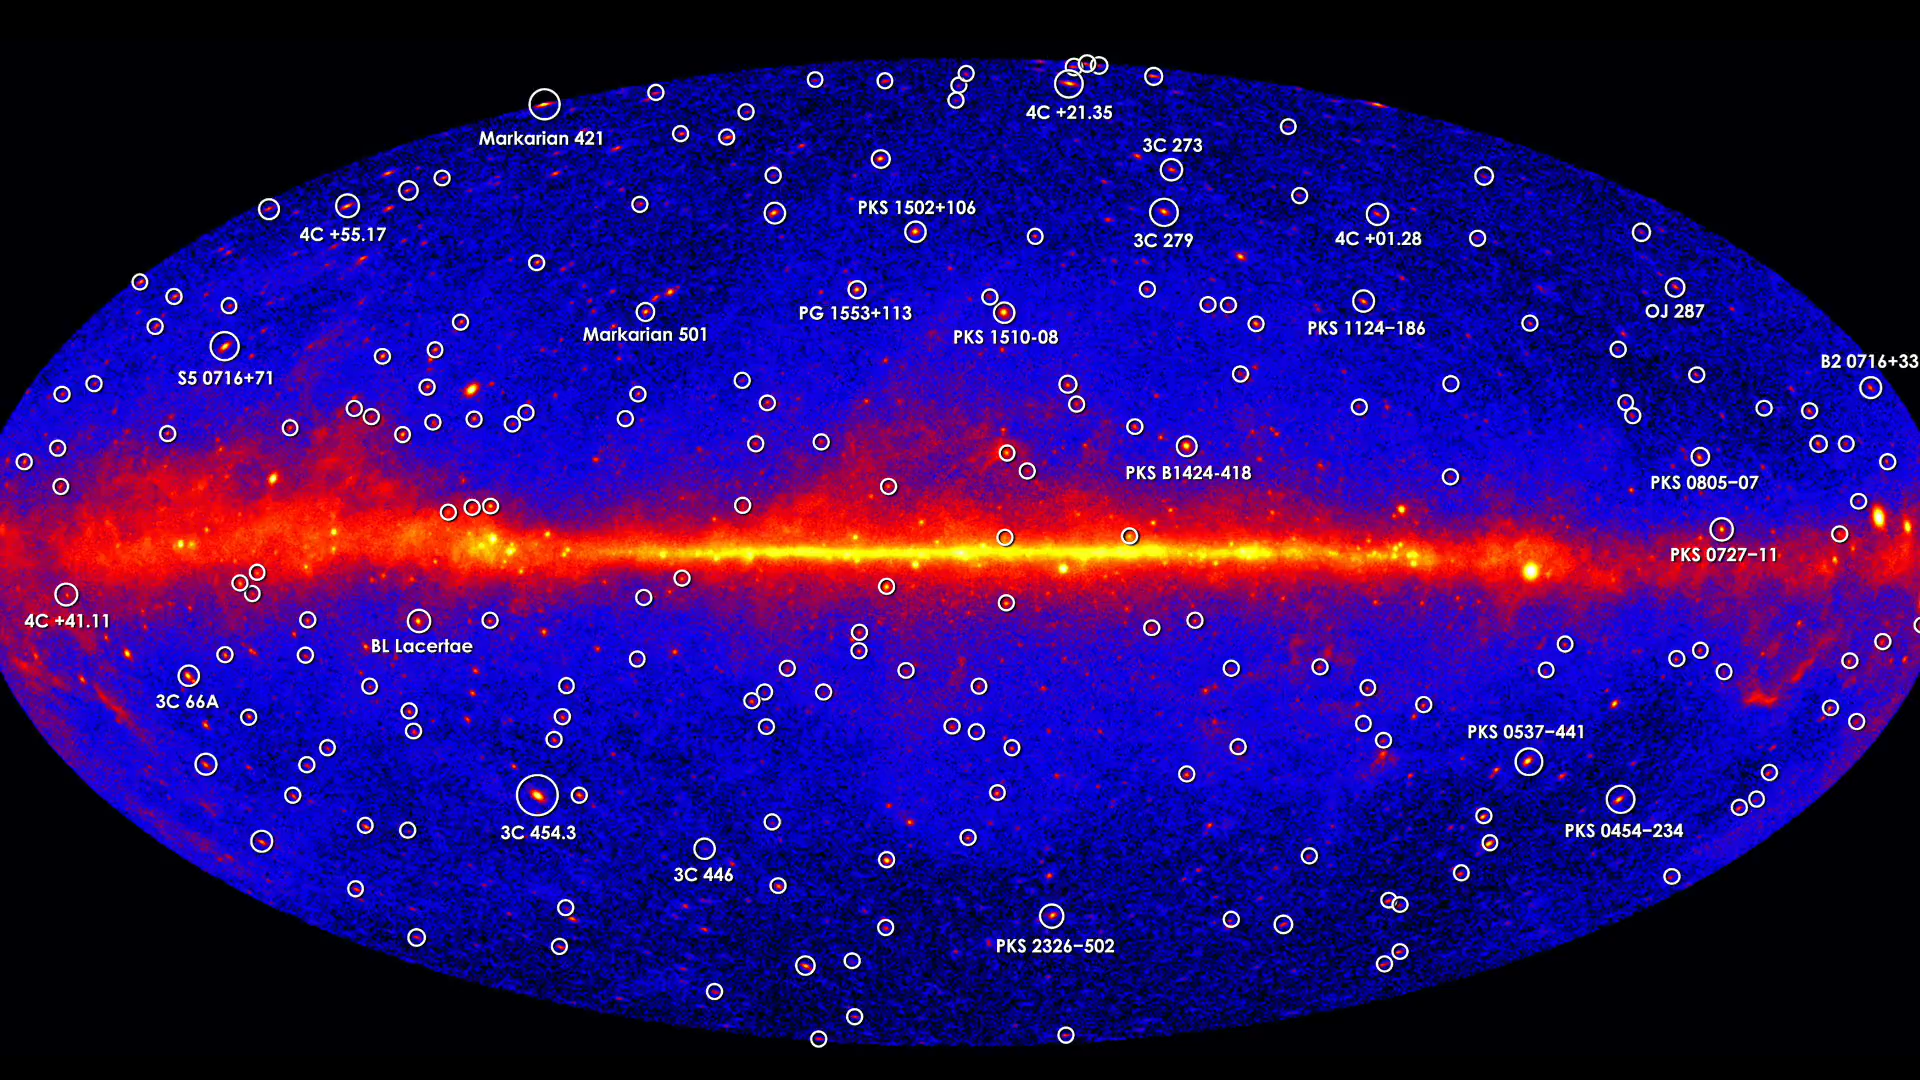 Markarian 421
4C +21.35
3C 273
PKS 1502+106
4C +55.17
3C 279
4C +01.28
PG 1553+113
OJ 287
Markarian 501
PKS 1510-08
PKS 1124−186
B2 0716+33
S5 0716+71
PKS B1424-418
PKS 0805−07
PKS 0727−11
4C +41.11
BL Lacertae
3C 66A
PKS 0537−441
3C 454.3
PKS 0454−234
3C 446
PKS 2326−502